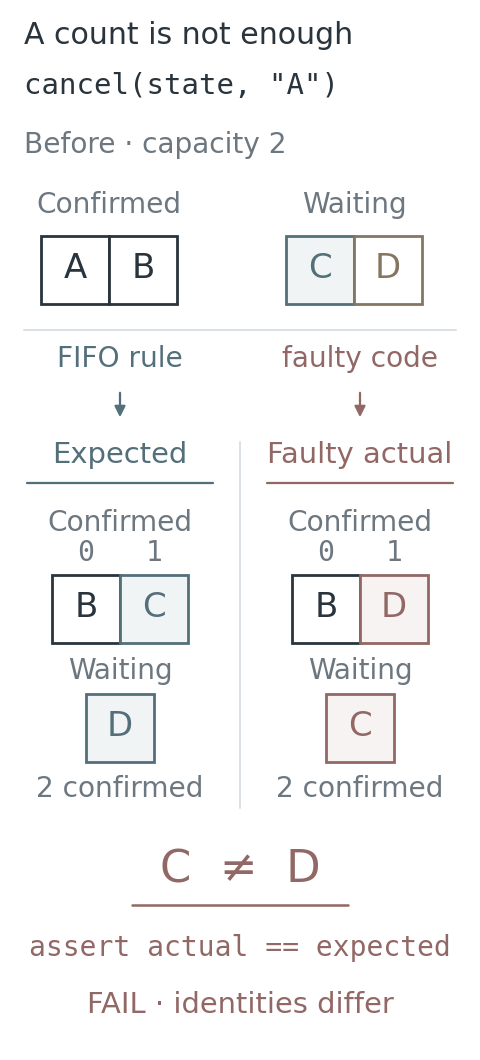 A count is not enough
cancel(state, "A")
Before · capacity 2
Confirmed Waiting
A B C D
FIFO rule faulty code
Expected Faulty actual
Confirmed Confirmed
0 1 0 1
B C B D
Waiting Waiting
D C
2 confirmed 2 confirmed
C ≠ D
assert actual == expected
FAIL · identities differ